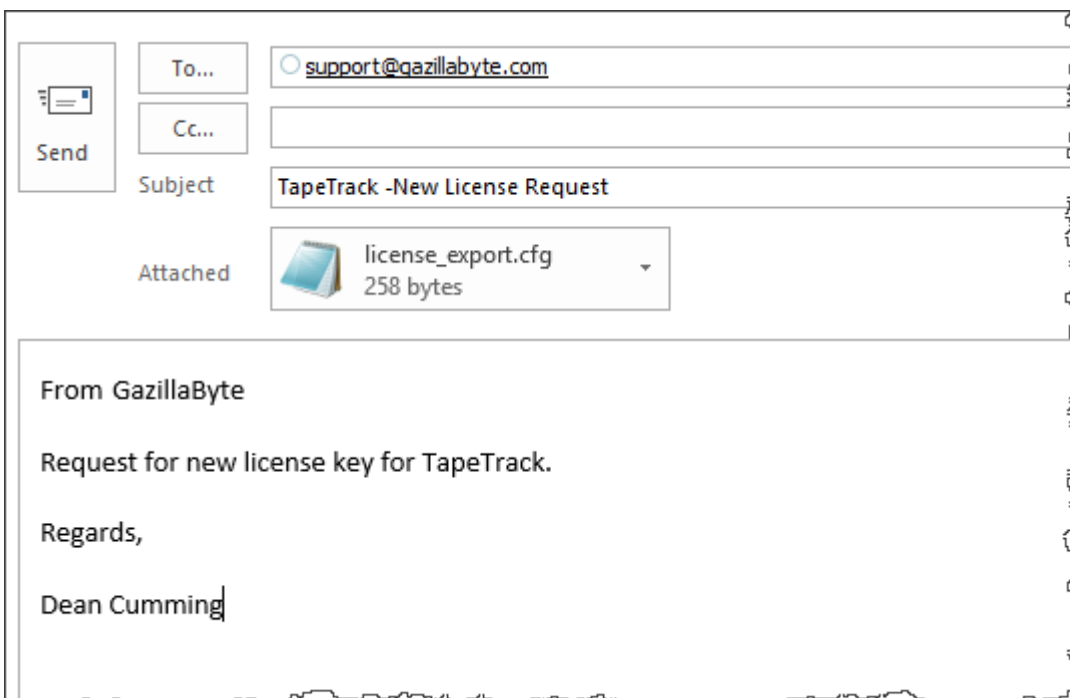 To...
support@gazillabyte.com
Cc...
Send
Subject
TapeTrack -New License Request
Attached
license_export.cfg
258 bytes
From GazillaByte
Request for new license key for TapeTrack.
Regards,
Dean Cumming